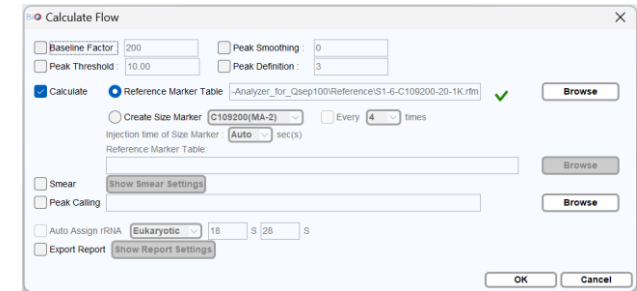 BiO Calculate Flow
Baseline Factor : 200 Peak Smoothing : 0
Peak Threshold : 10.00 Peak Definition : 3
Calculate Reference Marker Table -Analyzer_for_Qsep100\Reference\S1-6-C109200-20-1K.rfm Browse
Create Size Marker C109200(MA-2) Every 4 times
Injection time of Size Marker : Auto sec(s)
Reference Marker Table:
Browse
Smear Show Smear Settings
Peak Calling Browse
Auto Assign rRNA Eukaryotic 18 S 28 S
Export Report Show Report Settings
OK Cancel